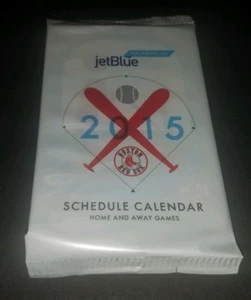 jetBlue
2015
BOSTON
RED SOX
SCHEDULE CALENDAR
HOME AND AWAY GAMES